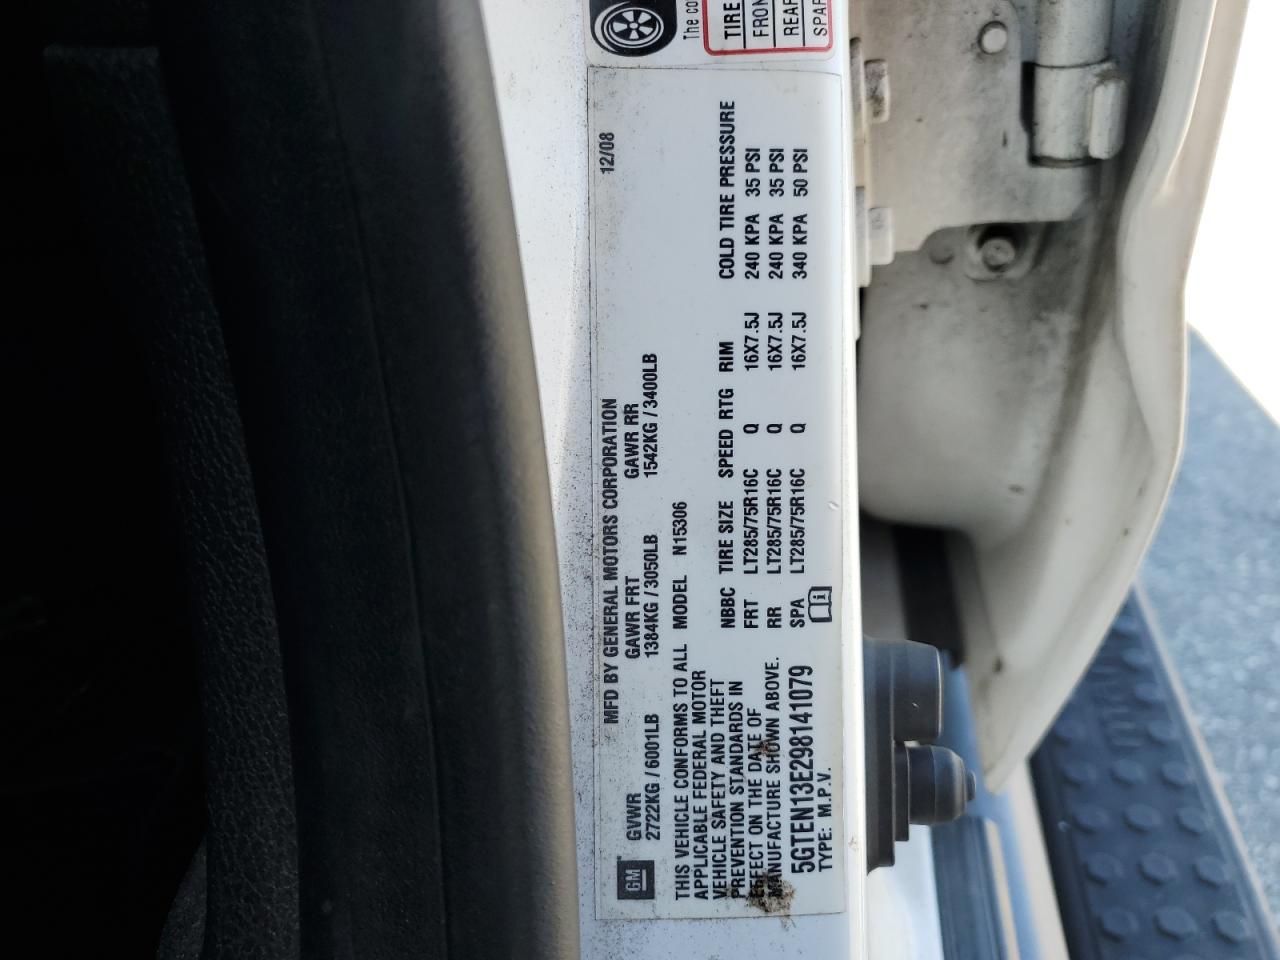 The co
TIRE
FRON
REAR
SPAR
MFD BY GENERAL MOTORS CORPORATION 12/08
GM
GVWR GAWR FRT GAWR RR
2722KG / 6001LB 1384KG / 3050LB 1542KG / 3400LB
THIS VEHICLE CONFORMS TO ALL
APPLICABLE FEDERAL MOTOR
VEHICLE SAFETY AND THEFT
PREVENTION STANDARDS IN
EFFECT ON THE DATE OF
MANUFACTURE SHOWN ABOVE.
MODEL N15306
NBBC TIRE SIZE SPEED RTG RIM COLD TIRE PRESSURE
FRT LT285/75R16C Q 16X7.5J 240 KPA 35 PSI
RR LT285/75R16C Q 16X7.5J 240 KPA 35 PSI
SPA LT285/75R16C Q 16X7.5J 340 KPA 50 PSI
5GTEN13E298141079
TYPE: M.P.V.